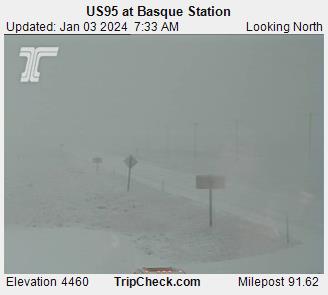 US95 at Basque Station
Updated: Jan 03 2024 7:33 AM Looking North
Elevation 4460 TripCheck.com Milepost 91.62